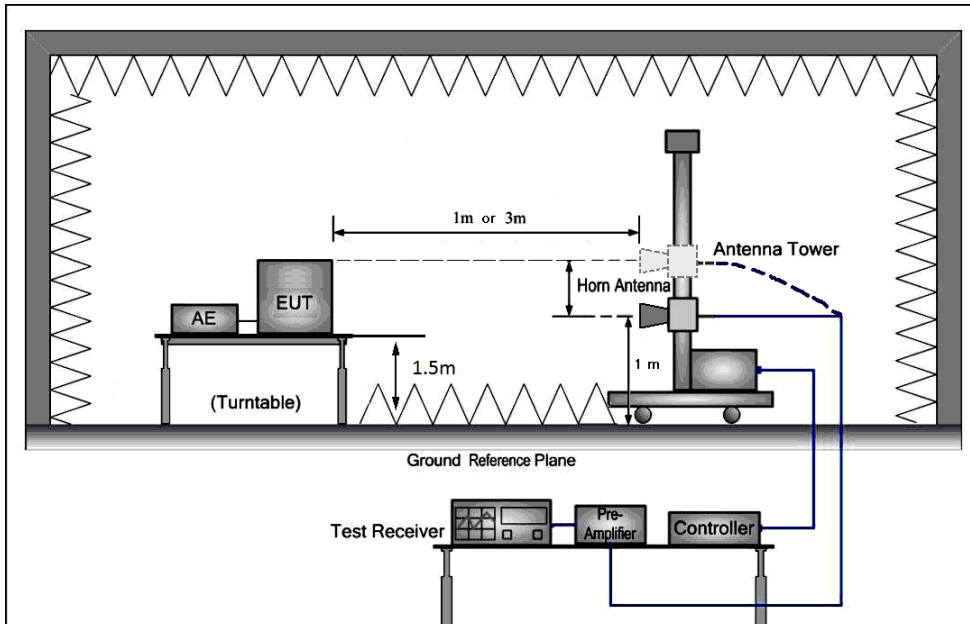 1m or 3m
Antenna Tower
Horn Antenna
EUT
AE
1.5m
1 m
(Turntable)
Ground Reference Plane
Test Receiver
Pre-
Amplifier
Controller